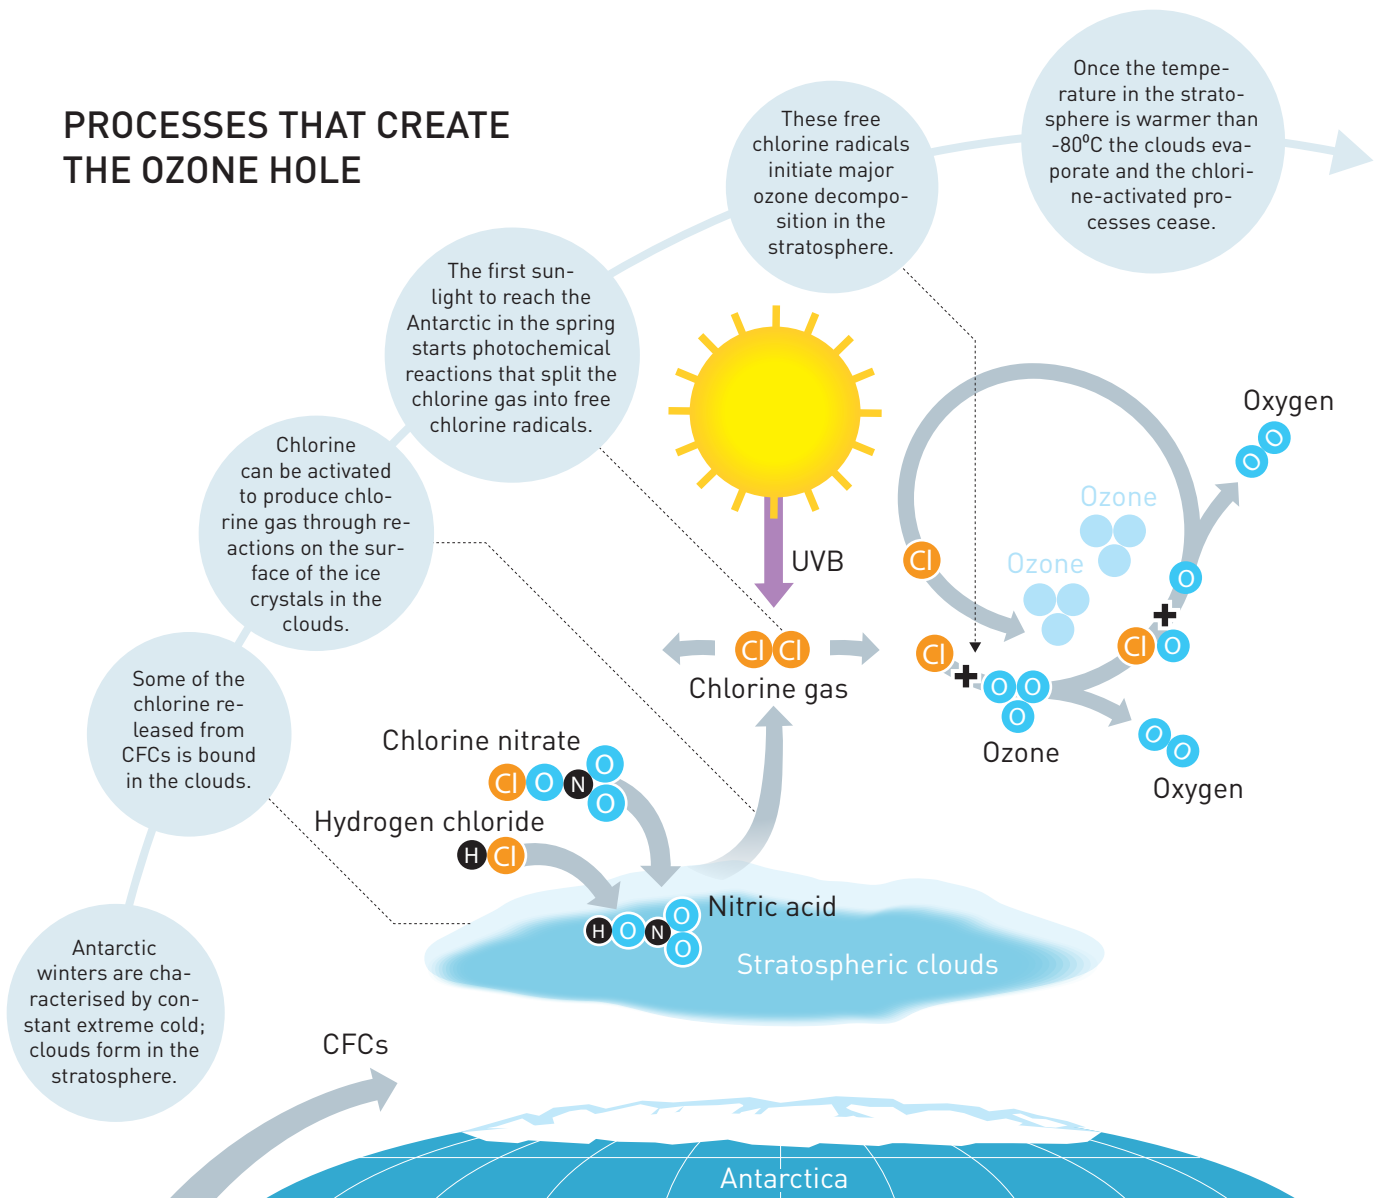 PROCESSES THAT CREATE
THE OZONE HOLE
Antarctic
winters are cha-
racterised by con-
stant extreme cold;
clouds form in the
stratosphere.
Some of the
chlorine re-
leased from
CFCs is bound
in the clouds.
Chlorine
can be activated
to produce chlo-
rine gas through re-
actions on the sur-
face of the ice
crystals in the
clouds.
The first sun-
light to reach the
Antarctic in the spring
starts photochemical
reactions that split the
chlorine gas into free
chlorine radicals.
These free
chlorine radicals
initiate major
ozone decompo-
sition in the
stratosphere.
Once the tempe-
rature in the strato-
sphere is warmer than
-80⁰C the clouds eva-
porate and the chlori-
ne-activated pro-
cesses cease.
UVB
Cl Cl
Chlorine gas
Chlorine nitrate
Cl O N O O
Hydrogen chloride
H Cl
Nitric acid
H O N O O
Stratospheric clouds
CFCs
Antarctica
Oxygen
O O
Ozone
Ozone
Cl
O
+
Cl O
Cl
+
O O O
Ozone
O O
Oxygen